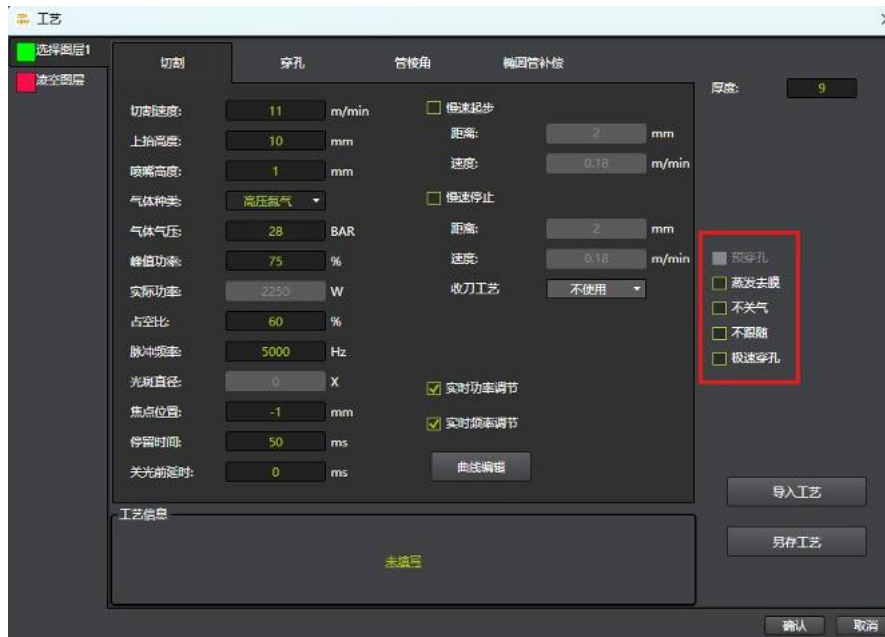 工艺
选择图层1
凌空图层
切割 穿孔 管棱角 椭圆管补偿
厚度: 9
切割速度: 11 m/min
上抬高度: 10 mm
喷嘴高度: 1 mm
气体种类: 高压氮气
气体气压: 28 BAR
峰值功率: 75 %
实际功率: 2250 W
占空比: 60 %
脉冲频率: 5000 Hz
光斑直径: 0 X
焦点位置: -1 mm
停留时间: 50 ms
关光前延时: 0 ms
慢速起步
距离: 2 mm
速度: 0.18 m/min
慢速停止
距离: 2 mm
速度: 0.18 m/min
收刀工艺 不使用
实时功率调节
实时频率调节
曲线编辑
预穿孔
蒸发去膜
不关气
不跟随
极速穿孔
导入工艺
另存工艺
工艺信息
未填写
确认 取消